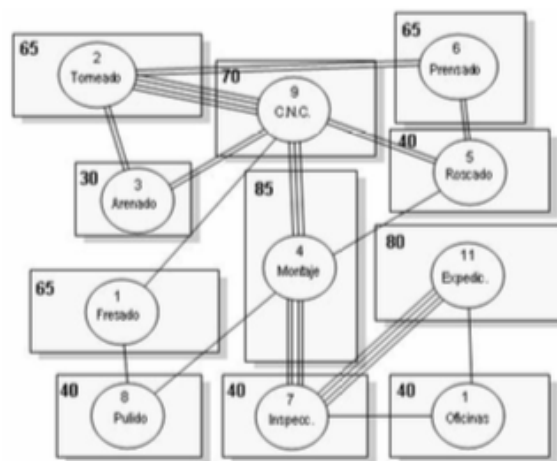 65
2
Torneado
65
6
Prensado
70
9
C.N.C.
40
5
Roscado
30
3
Arenado
85
4
Montaje
80
11
Expedic.
65
1
Fresado
40
8
Pulido
40
7
Inspecc.
40
1
Oficinas